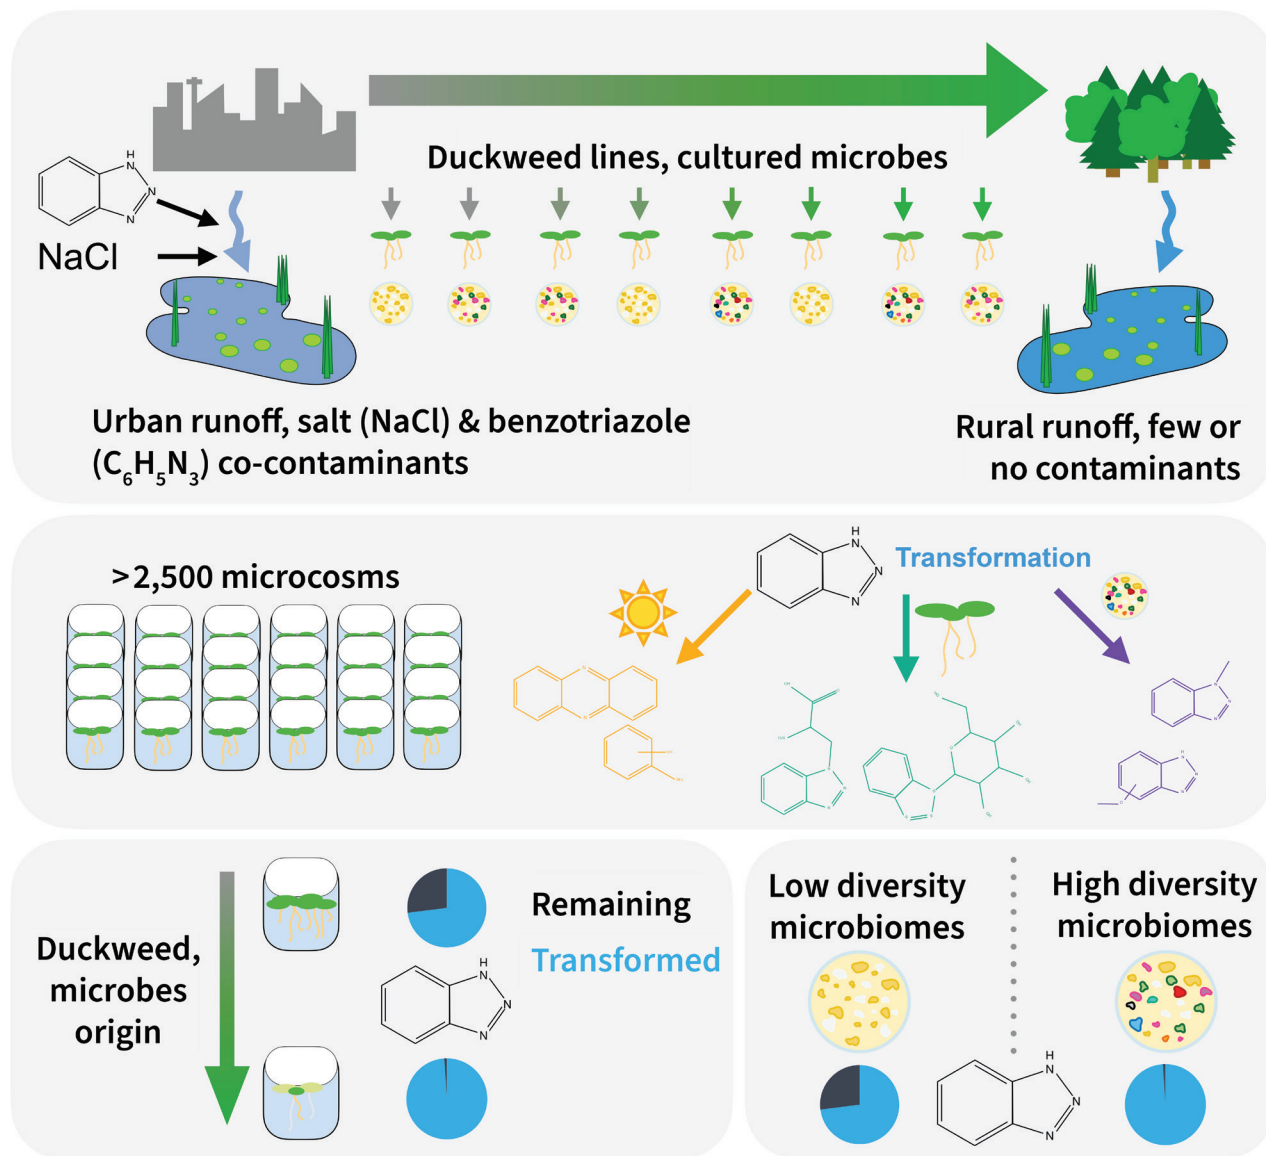 Duckweed lines, cultured microbes
H
N
N
N
NaCl
Urban runoff, salt (NaCl) & benzotriazole
(C₆H₅N₃) co-contaminants
Rural runoff, few or
no contaminants
>2,500 microcosms
H
N
N
N
Transformation
Duckweed,
microbes
origin
Remaining
Transformed
H
N
N
N
Low diversity
microbiomes
High diversity
microbiomes
H
N
N
N